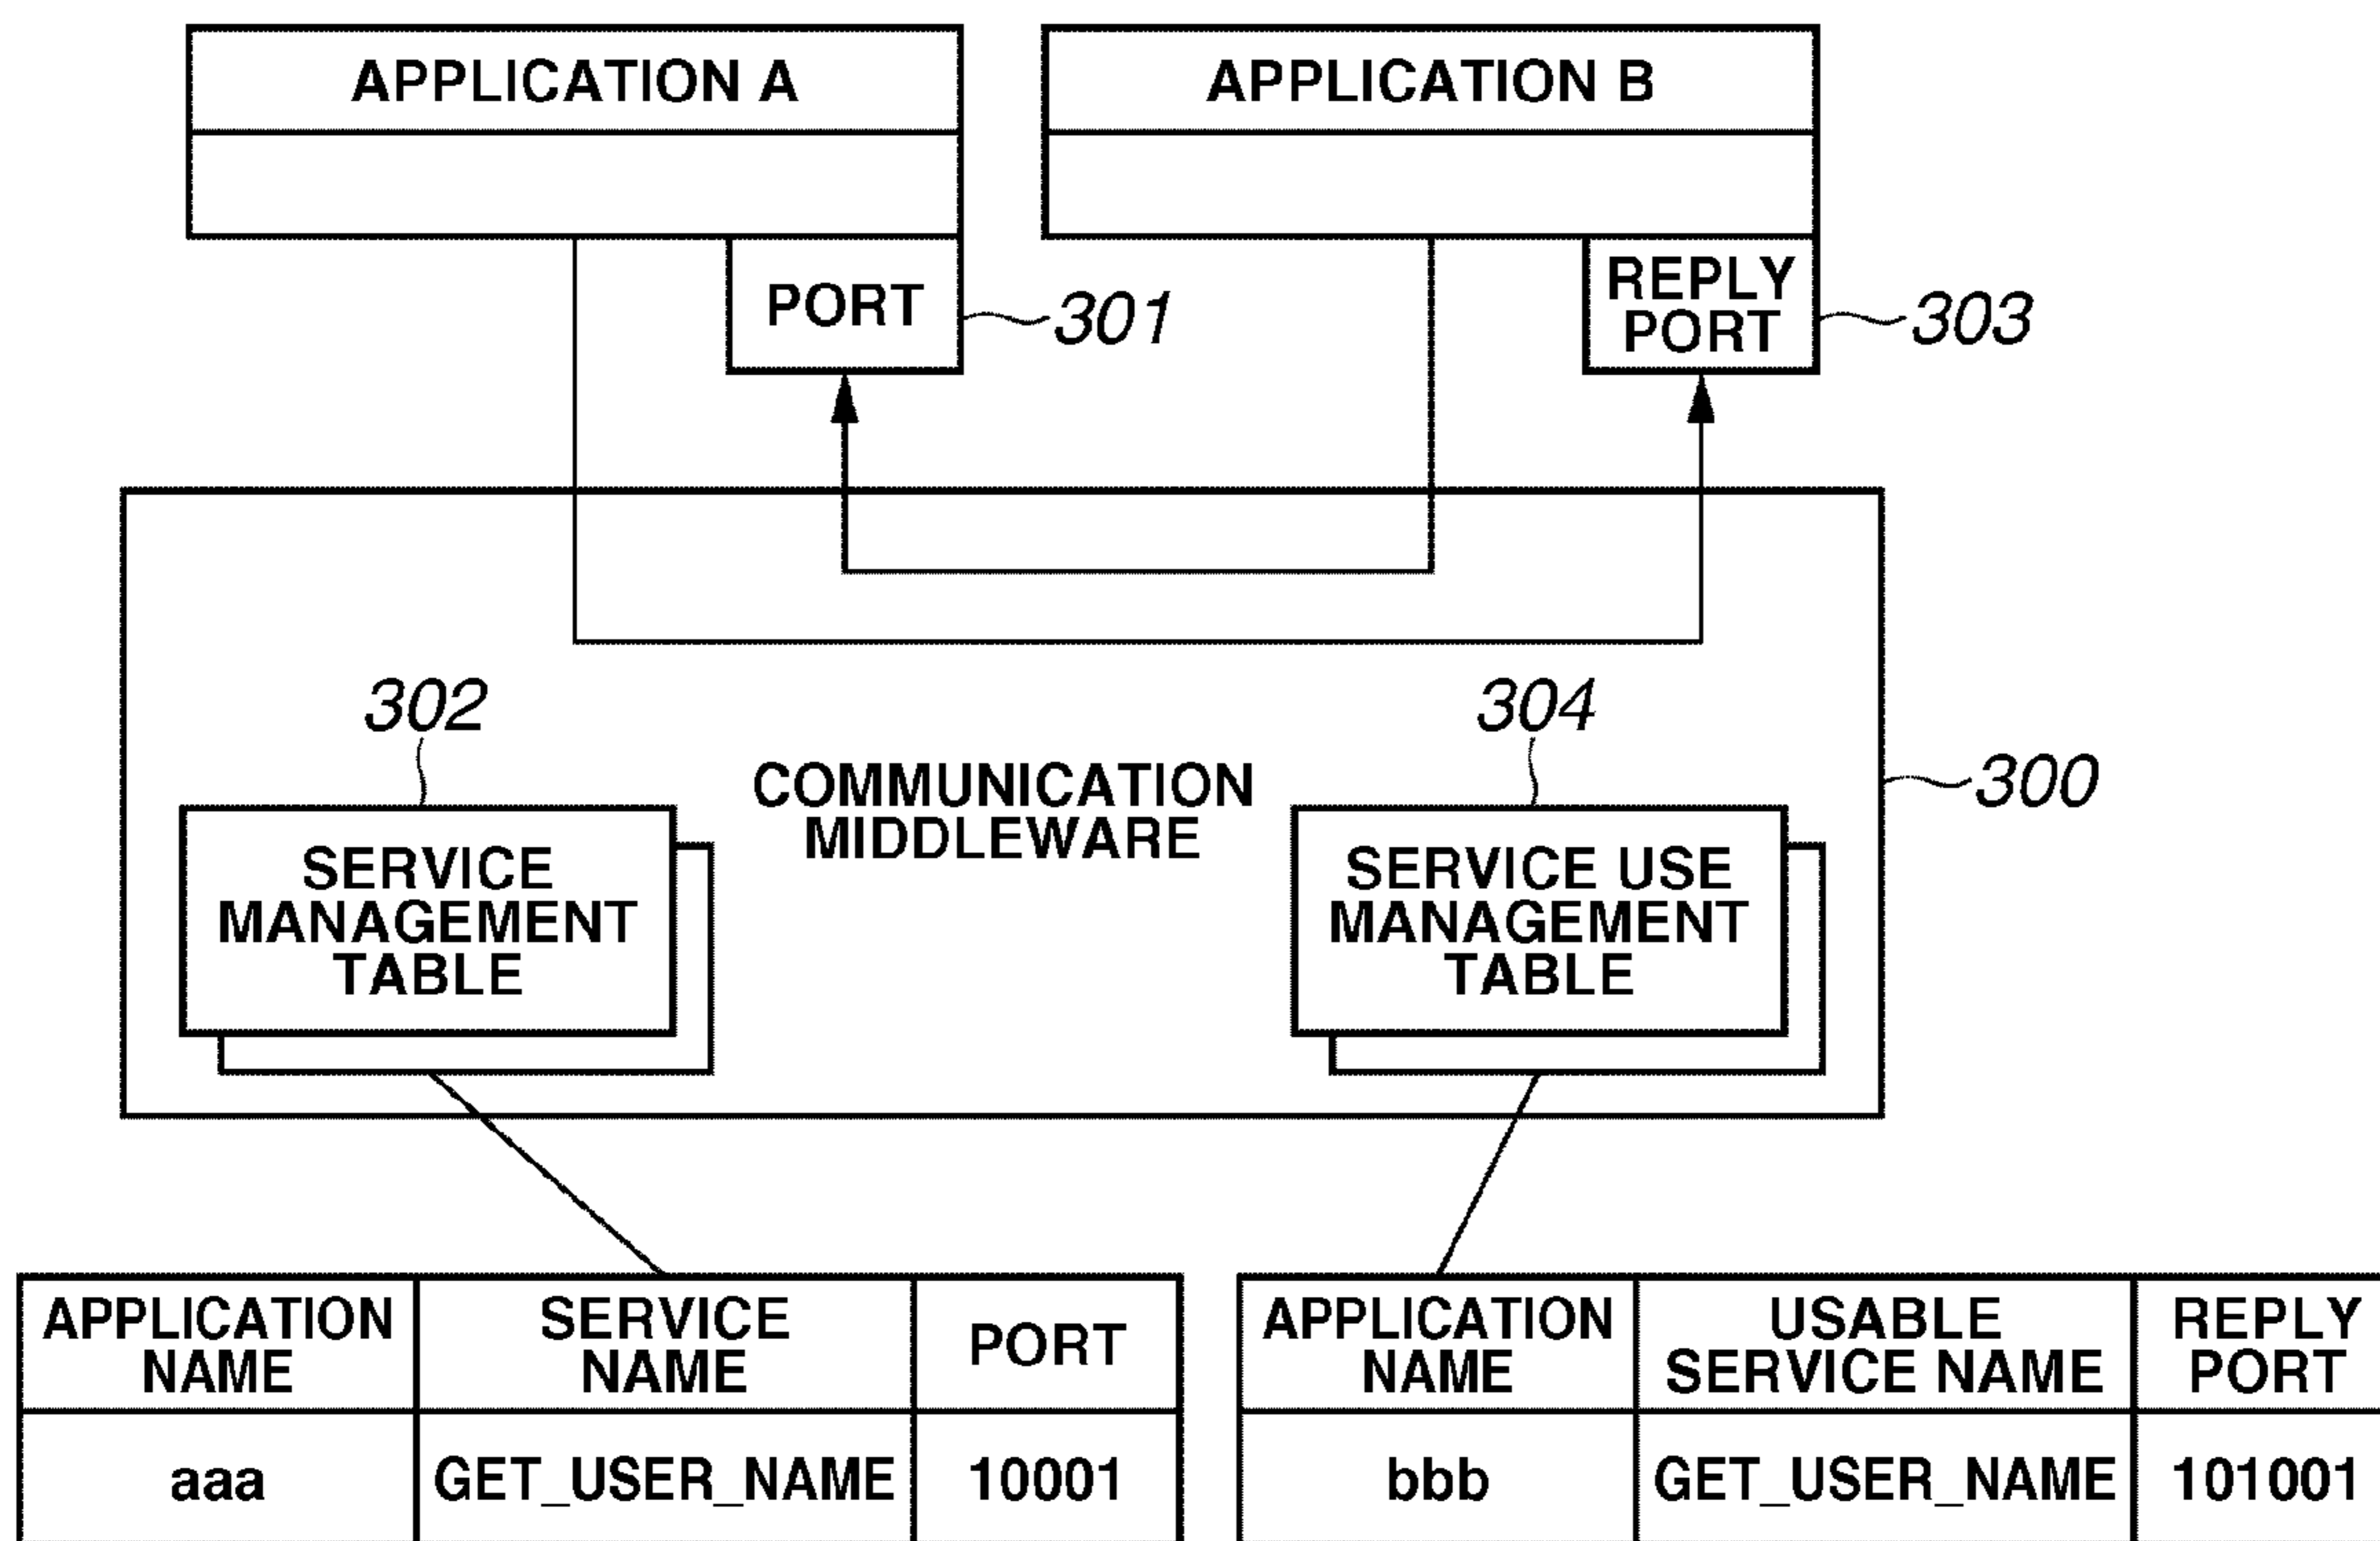 APPLICATION A
APPLICATION B
PORT
301
REPLY
PORT
303
302
304
COMMUNICATION
MIDDLEWARE
300
SERVICE
MANAGEMENT
TABLE
SERVICE USE
MANAGEMENT
TABLE
APPLICATION
NAME
SERVICE
NAME
PORT
aaa
GET_USER_NAME
10001
APPLICATION
NAME
USABLE
SERVICE NAME
REPLY
PORT
bbb
GET_USER_NAME
101001